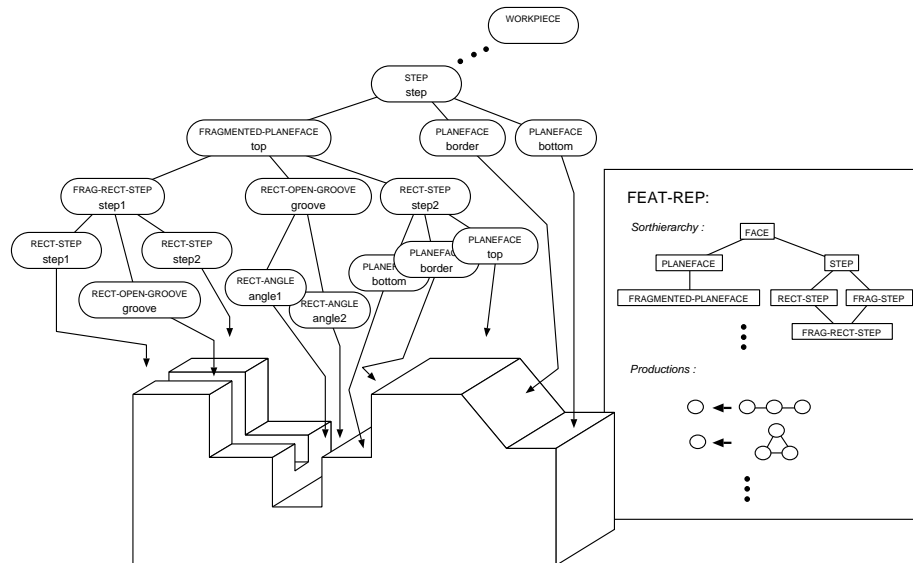 WORKPIECE
STEP
step
FRAGMENTED-PLANEFACE
top
PLANEFACE
border
PLANEFACE
bottom
FRAG-RECT-STEP
step1
RECT-OPEN-GROOVE
groove
RECT-STEP
step2
RECT-STEP
step1
RECT-STEP
step2
PLANEFACE
top
PLANEFACE
border
PLANEFA
bottom
RECT-OPEN-GROOVE
groove
RECT-ANGLE
angle1
RECT-ANGLE
angle2
FEAT-REP:
Sorthierarchy :
FACE
PLANEFACE
STEP
FRAGMENTED-PLANEFACE
RECT-STEP
FRAG-STEP
FRAG-RECT-STEP
Productions :